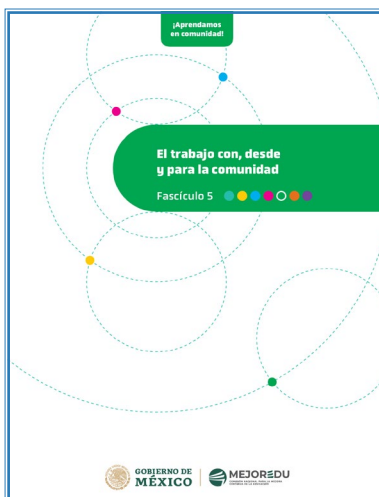 ¡Aprendamos
en comunidad!
El trabajo con, desde
y para la comunidad
Fascículo 5
GOBIERNO DE
MÉXICO
MEJOREDU